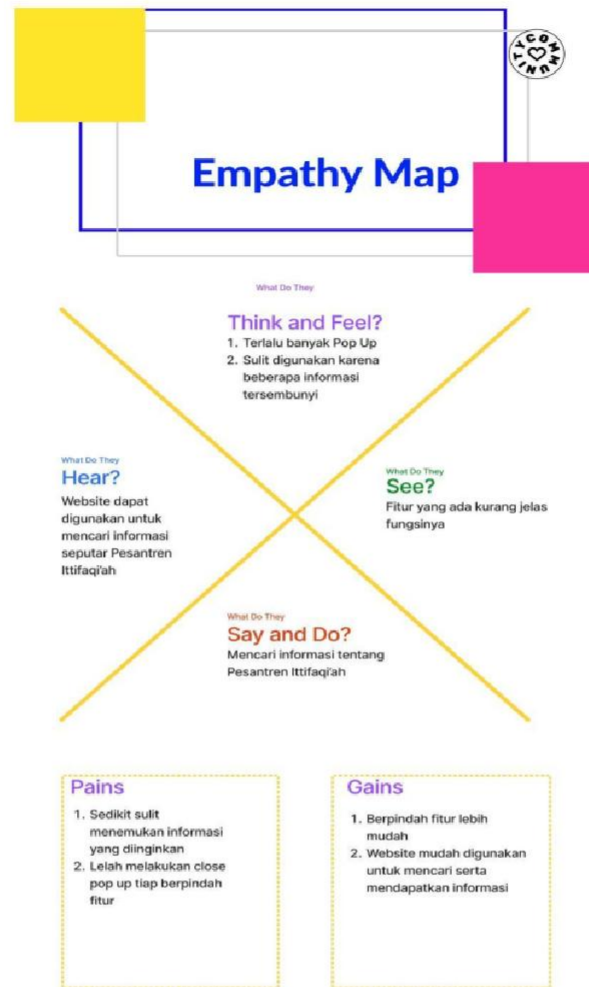 COMMUNITY
Empathy Map
What Do They
Think and Feel?
1. Terlalu banyak Pop Up
2. Sulit digunakan karena
beberapa informasi
tersembunyi
What Do They
Hear?
Website dapat
digunakan untuk
mencari informasi
seputar Pesantren
Ittifaqi'ah
What Do They
See?
Fitur yang ada kurang jelas
fungsinya
What Do They
Say and Do?
Mencari informasi tentang
Pesantren Ittifaqi'ah
Pains
1. Sedikit sulit
menemukan informasi
yang diinginkan
2. Lelah melakukan close
pop up tiap berpindah
fitur
Gains
1. Berpindah fitur lebih
mudah
2. Website mudah digunakan
untuk mencari serta
mendapatkan informasi